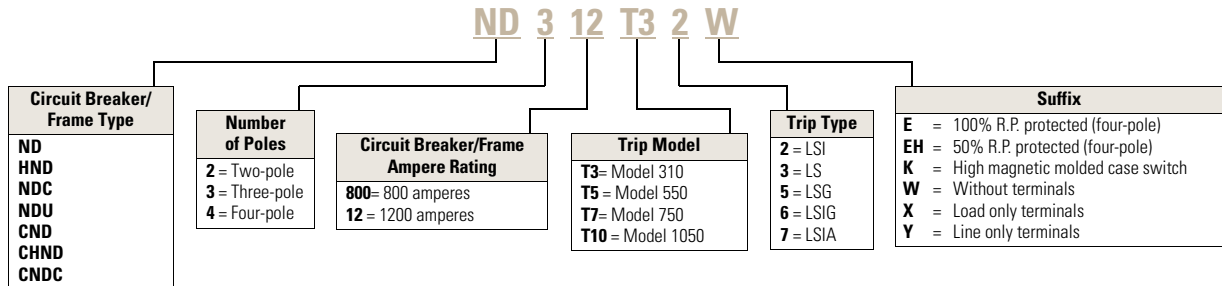 ND 3 12 T3 2 W
Circuit Breaker/
Frame Type
ND
HND
NDC
NDU
CND
CHND
CNDC
Number
of Poles
2 = Two-pole
3 = Three-pole
4 = Four-pole
Circuit Breaker/Frame
Ampere Rating
800= 800 amperes
12 = 1200 amperes
Trip Model
T3= Model 310
T5 = Model 550
T7= Model 750
T10 = Model 1050
Trip Type
2 = LSI
3 = LS
5 = LSG
6 = LSIG
7 = LSIA
Suffix
E = 100% R.P. protected (four-pole)
EH = 50% R.P. protected (four-pole)
K = High magnetic molded case switch
W = Without terminals
X = Load only terminals
Y = Line only terminals